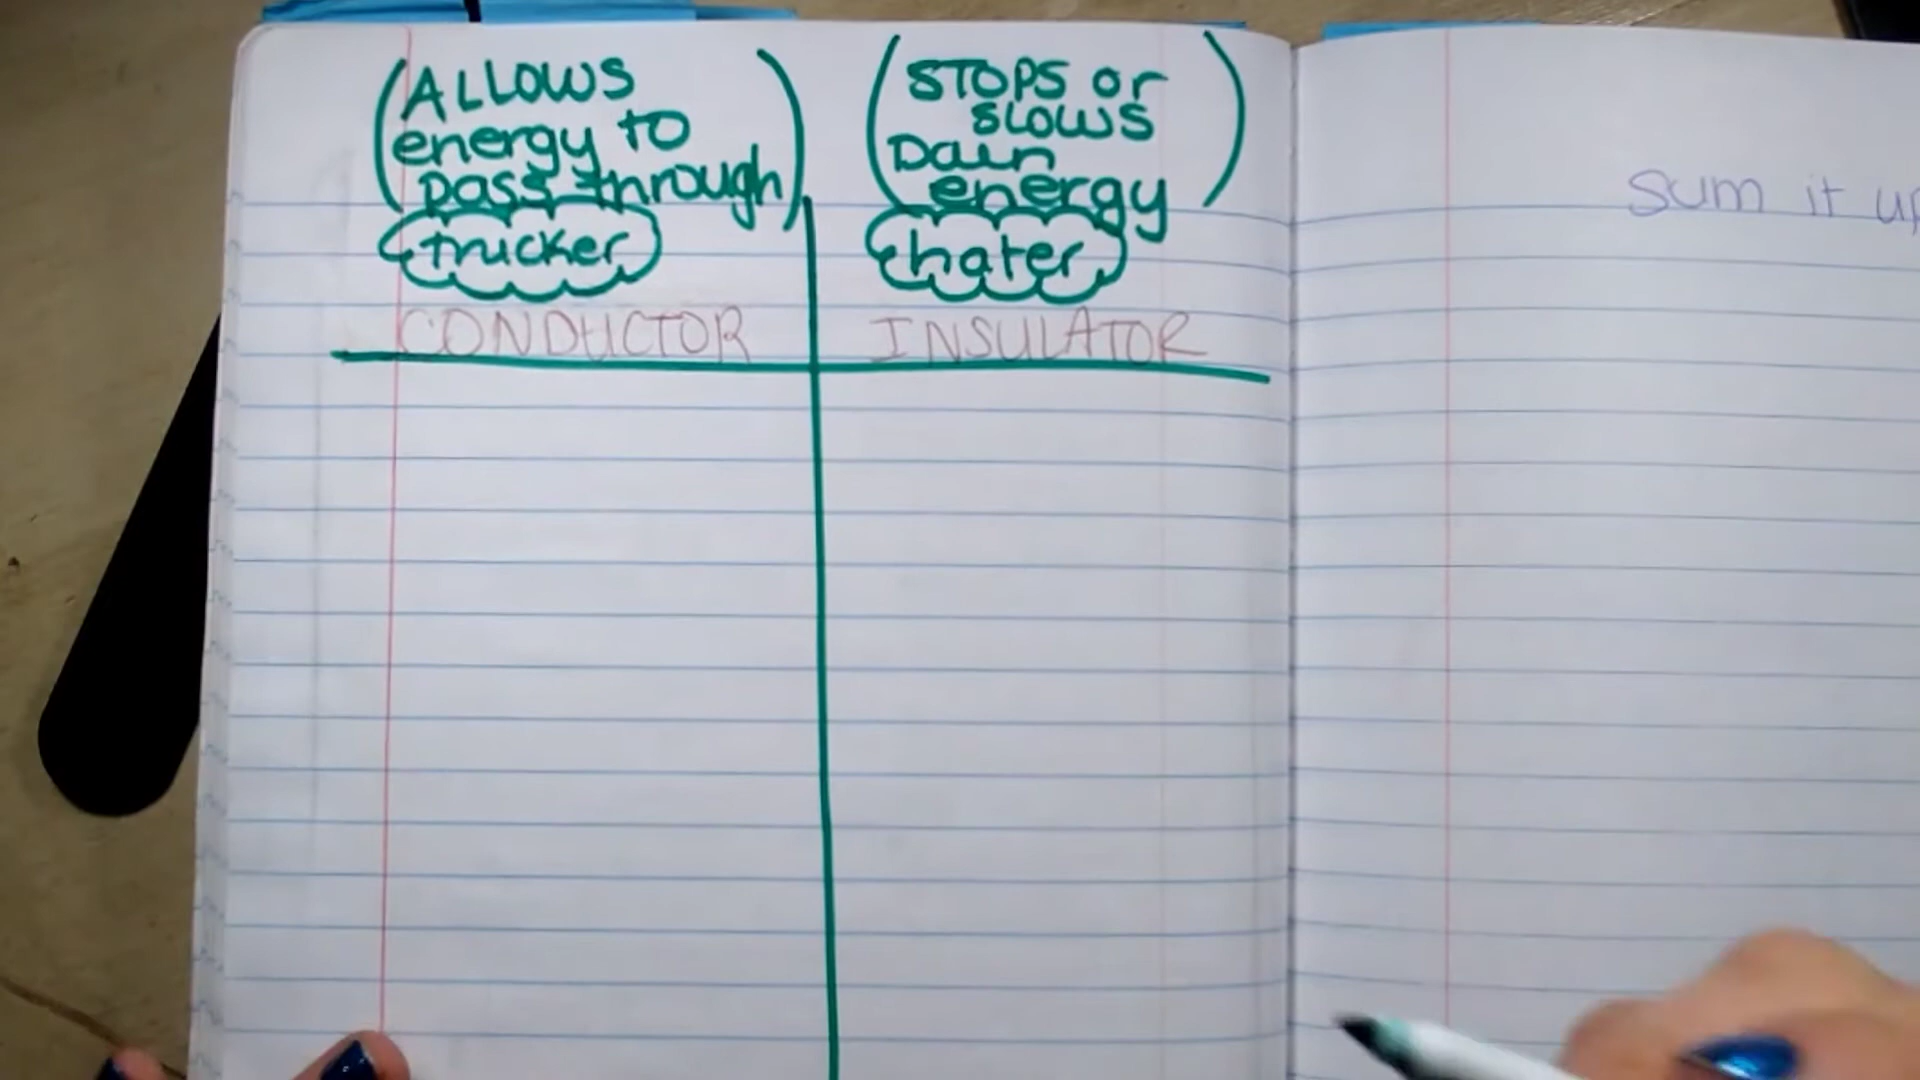 (ALLOWS
energy to
pass through)
trucker
CONDUCTOR
(STOPS or
SLOWS
Down
energy)
hater
INSULATOR
Sum it up